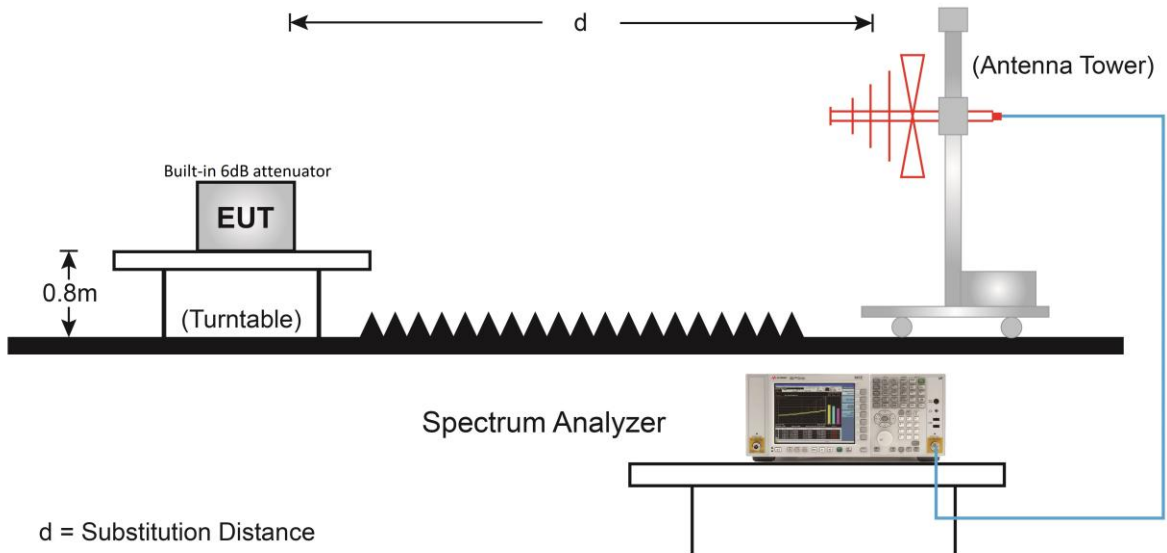 d
(Antenna Tower)
Built-in 6dB attenuator
EUT
0.8m
(Turntable)
Spectrum Analyzer
d = Substitution Distance